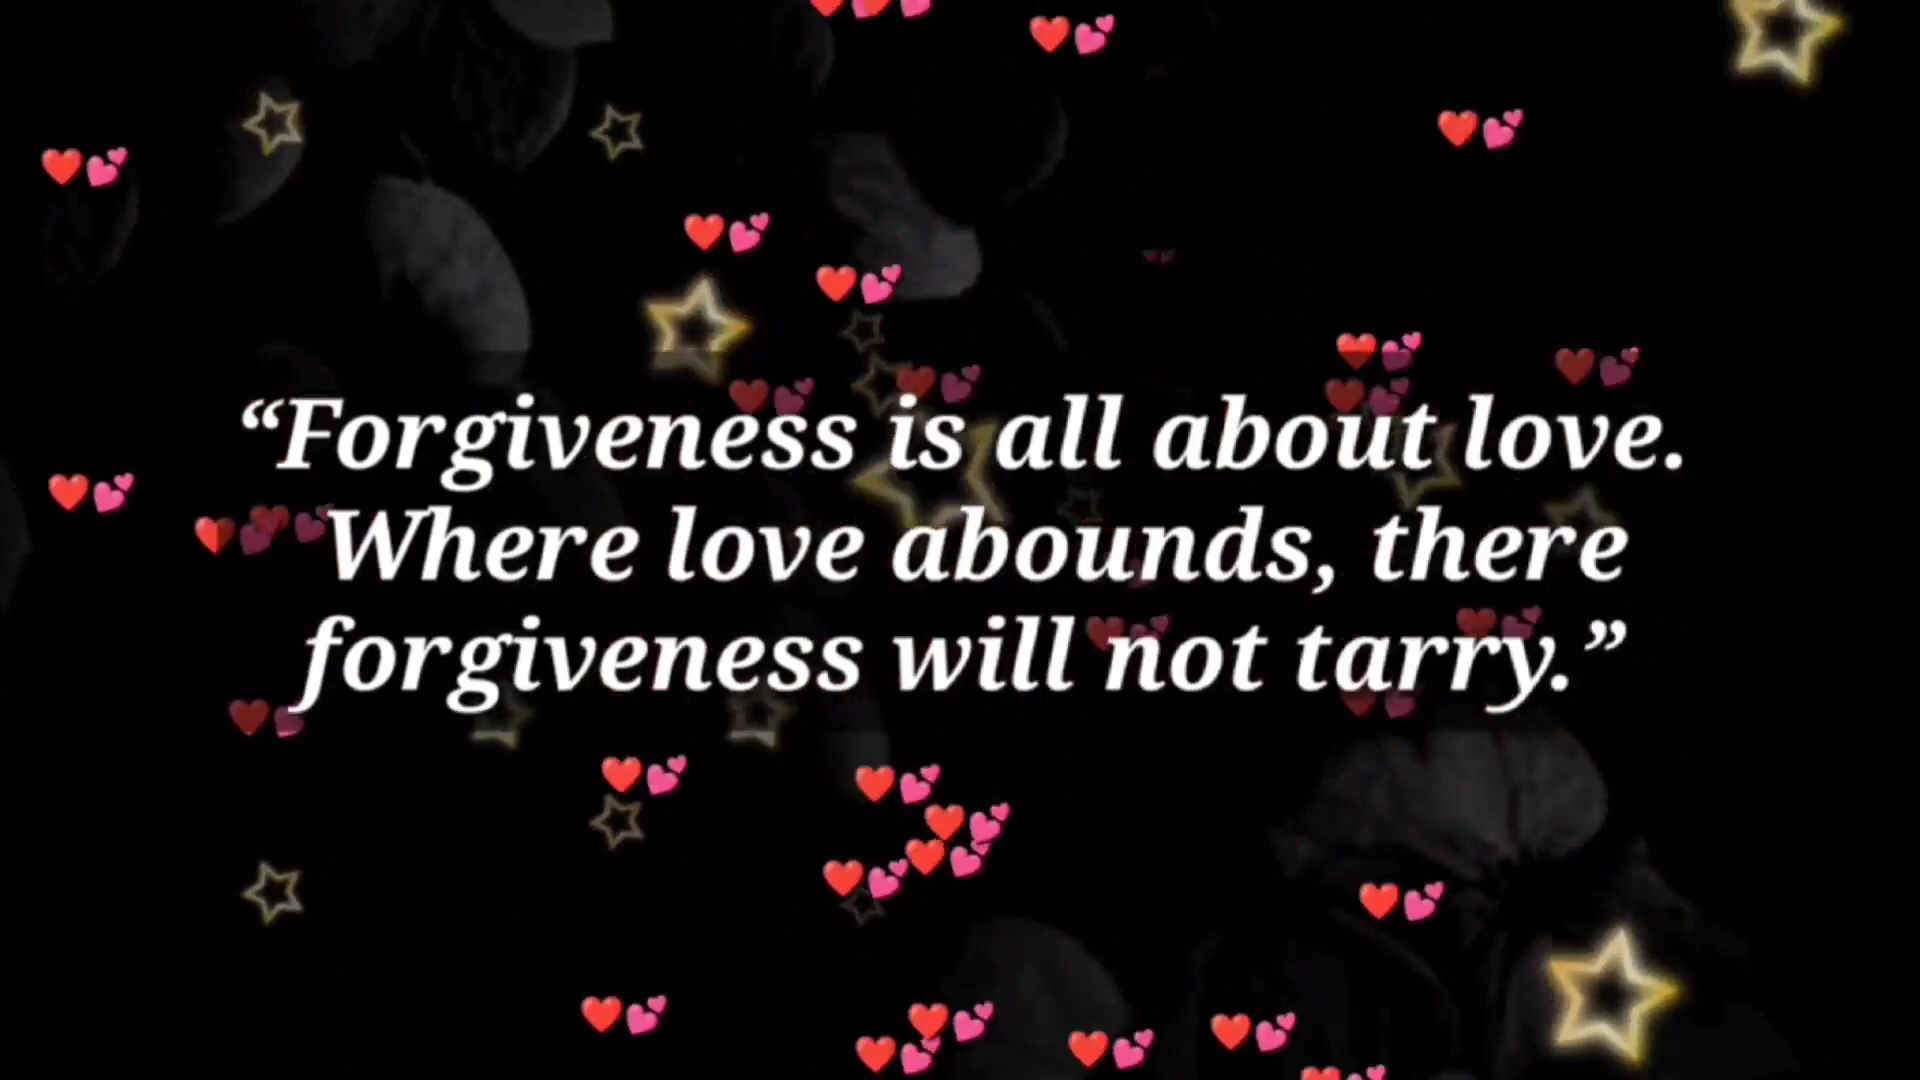 “Forgiveness is all about love.
Where love abounds, there
forgiveness will not tarry.”